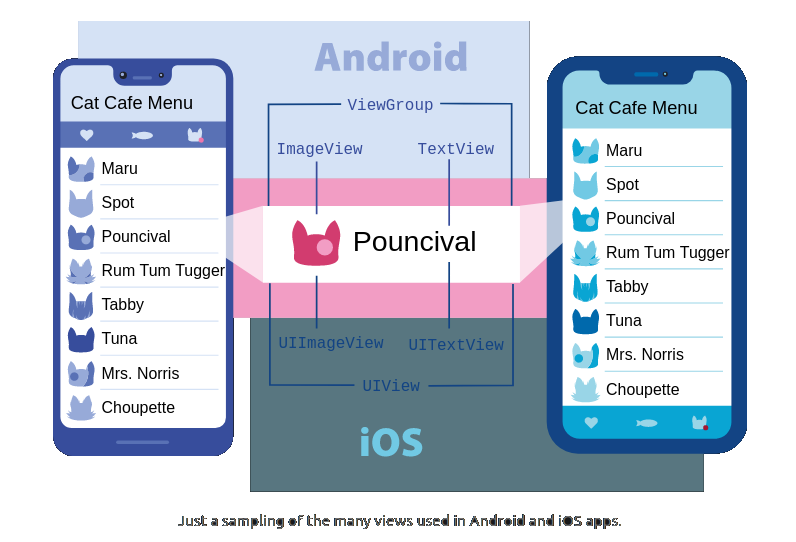 Android
Cat Cafe Menu
Maru
Spot
Pouncival
Rum Tum Tugger
Tabby
Tuna
Mrs. Norris
Choupette
ViewGroup
ImageView
TextView
Pouncival
UIImageView
UITextView
UIView
iOS
Cat Cafe Menu
Maru
Spot
Pouncival
Rum Tum Tugger
Tabby
Tuna
Mrs. Norris
Choupette
Just a sampling of the many views used in Android and iOS apps.